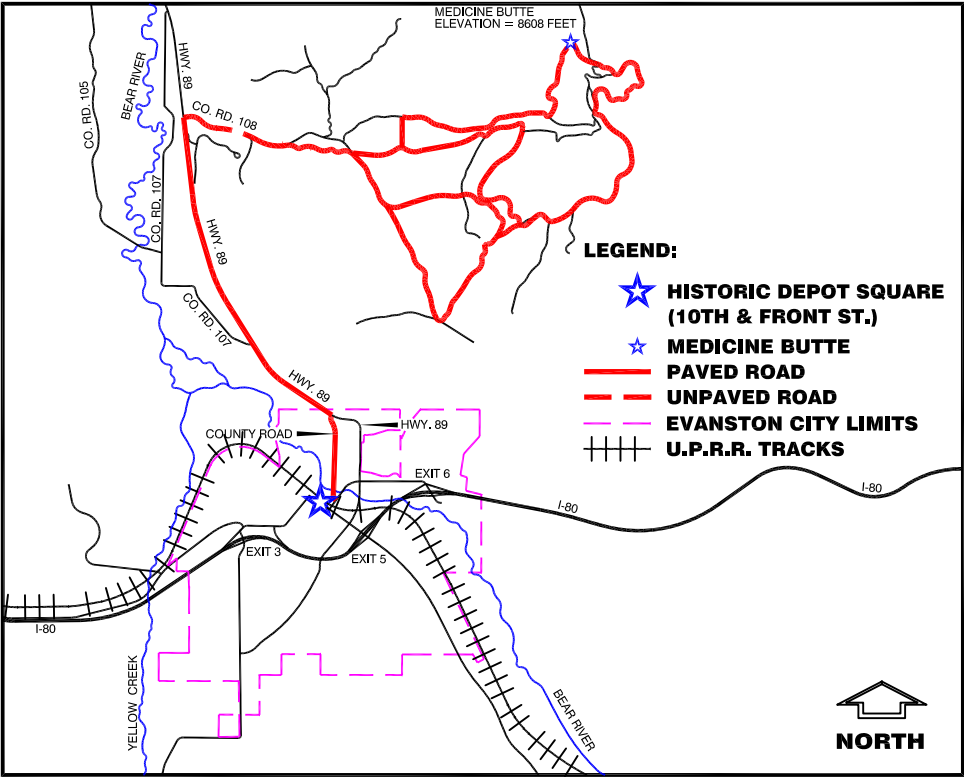 MEDICINE BUTTE
ELEVATION = 8608 FEET
HWY. 89
BEAR RIVER
CO. RD. 105
CO. RD. 108
CO. RD. 107
HWY. 89
CO. RD. 107
HWY. 89
COUNTY ROAD
HWY. 89
EXIT 6
I-80
I-80
EXIT 3
EXIT 5
I-80
YELLOW CREEK
BEAR RIVER
LEGEND:
HISTORIC DEPOT SQUARE
(10TH & FRONT ST.)
MEDICINE BUTTE
PAVED ROAD
UNPAVED ROAD
EVANSTON CITY LIMITS
U.P.R.R. TRACKS
NORTH